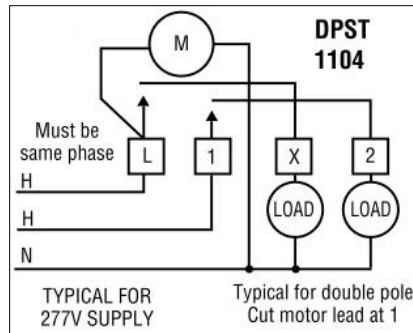 M
DPST
1104
Must be
same phase
L
1
X
2
H
LOAD
LOAD
H
N
TYPICAL FOR
277V SUPPLY
Typical for double pole
Cut motor lead at 1